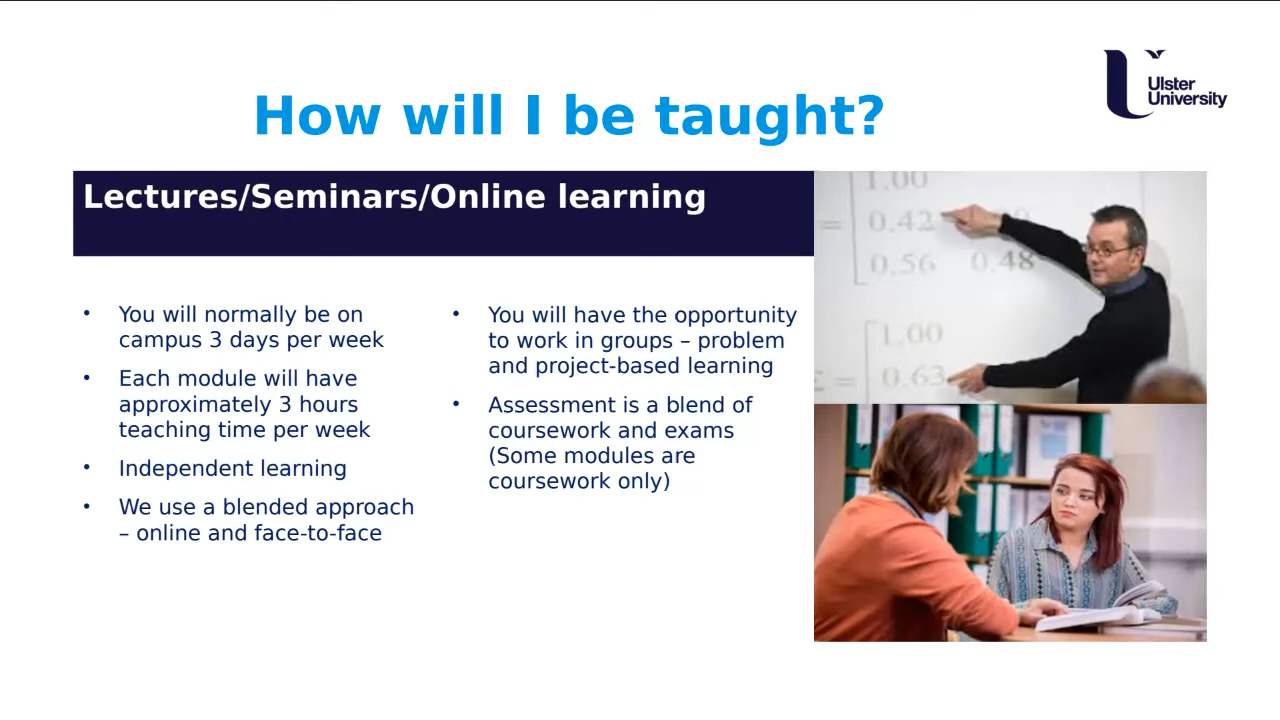 How will I be taught?
Ulster
University
Lectures/Seminars/Online learning
• You will normally be on
campus 3 days per week
• Each module will have
approximately 3 hours
teaching time per week
• Independent learning
• We use a blended approach
– online and face-to-face
• You will have the opportunity
to work in groups – problem
and project-based learning
• Assessment is a blend of
coursework and exams
(Some modules are
coursework only)
1.00
= 0.42
0.56 0.48
1.00
= 0.63